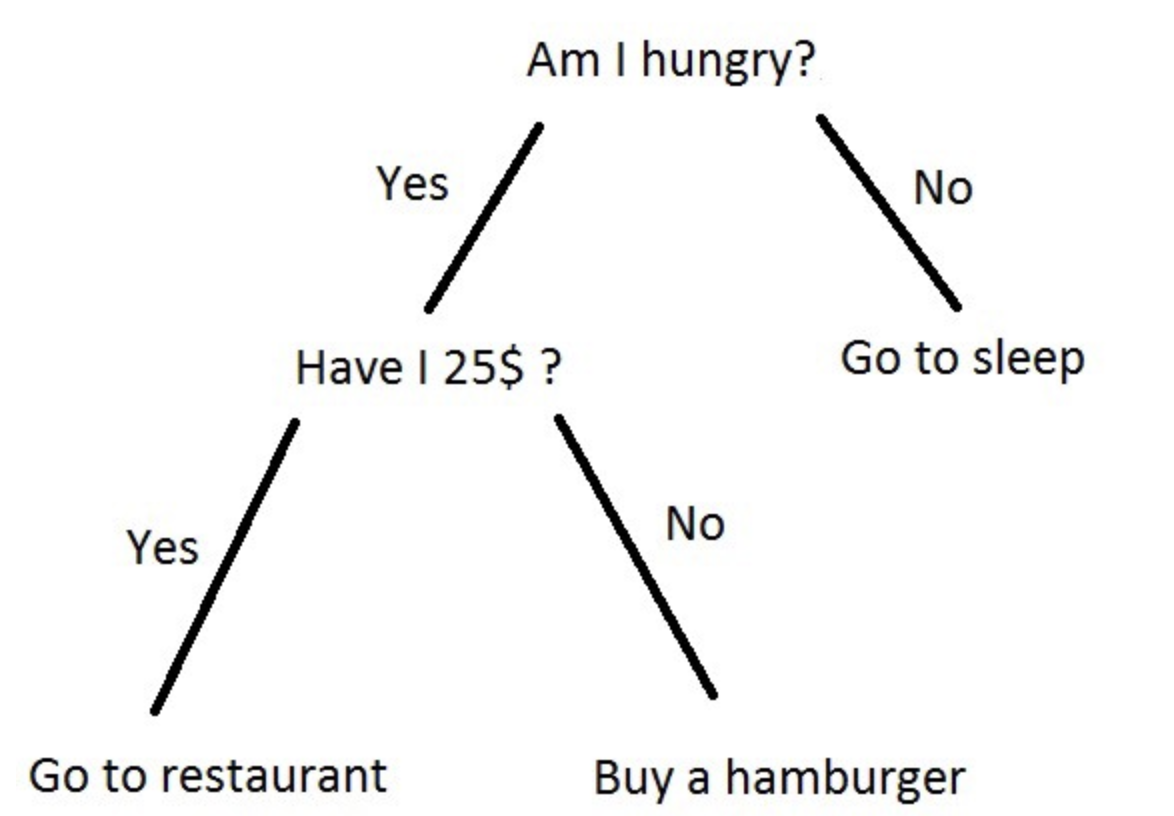 Am I hungry?
Yes
No
Have I 25$ ?
Go to sleep
Yes
No
Go to restaurant
Buy a hamburger